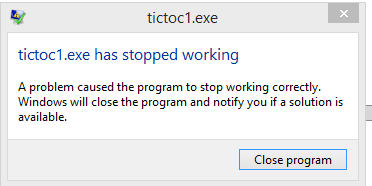 tictoc1.exe
tictoc1.exe has stopped working
A problem caused the program to stop working correctly.
Windows will close the program and notify you if a solution is
available.
Close program